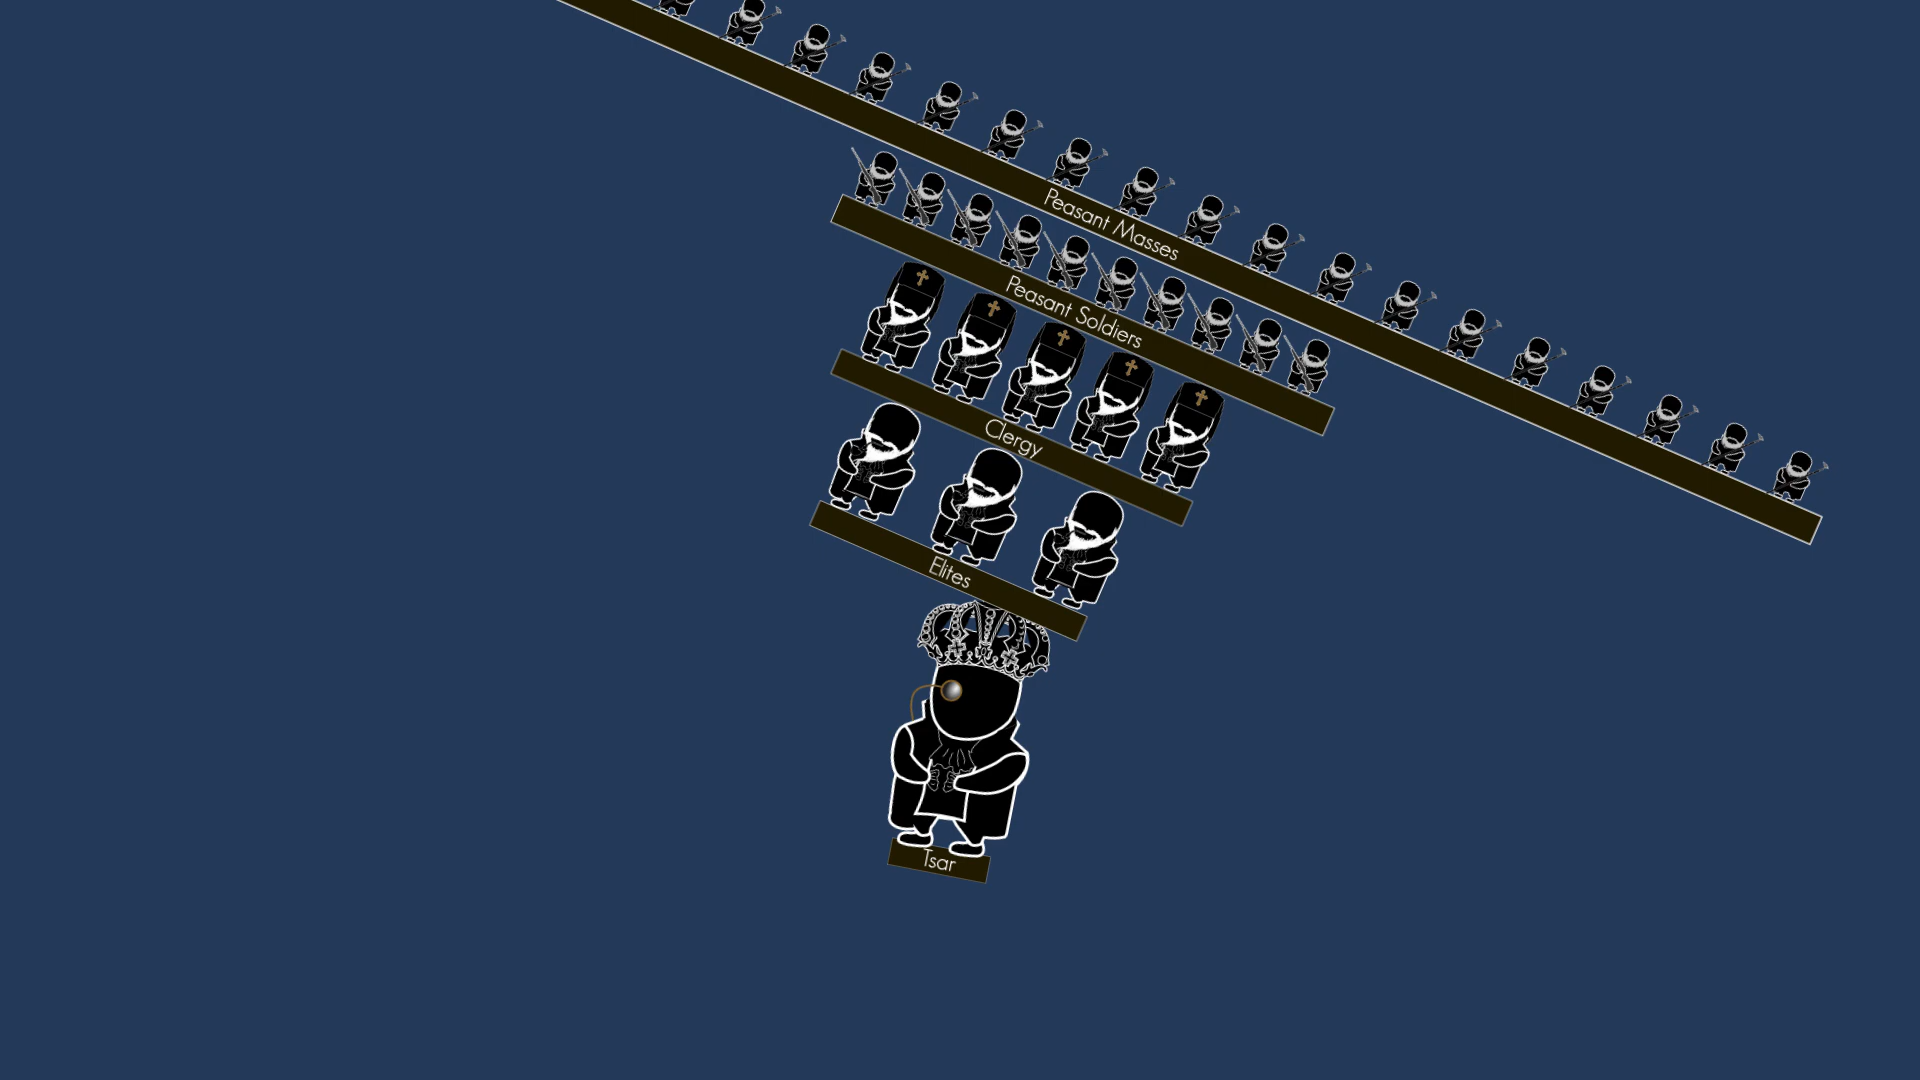 Peasant Masses
Peasant Soldiers
Clergy
Elites
Tsar